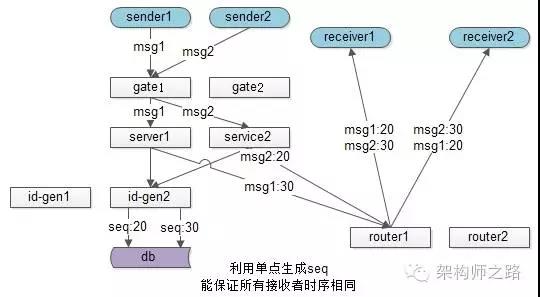 sender1
sender2
receiver1
receiver2
msg1
msg2
gate1
gate2
msg1
msg2
msg1:20
msg2:30
msg2:30
msg1:20
server1
service2
msg2:20
msg1:30
id-gen1
id-gen2
router1
router2
seq:20
seq:30
db
利用单点生成seq
能保证所有接收者时序相同
架构师之路